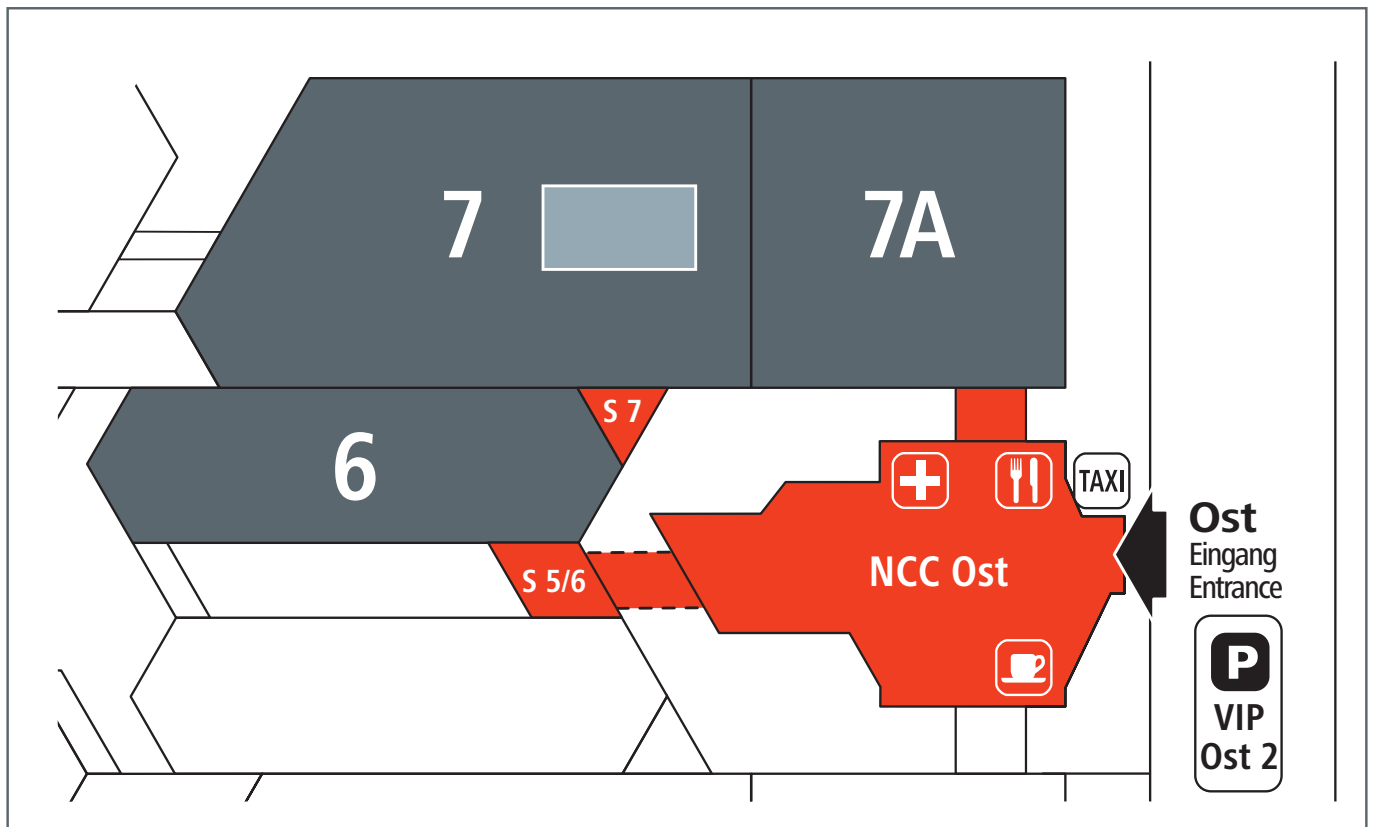 7
7A
S 7
6
TAXI
Ost
Eingang
Entrance
NCC Ost
S 5/6
P
VIP
Ost 2